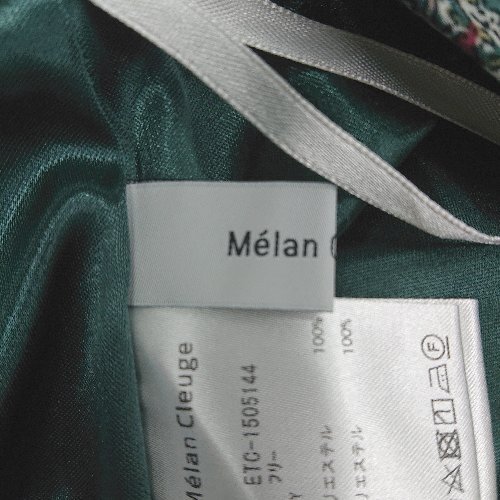 Mélan
Mélan Cleuge
ETC-1505144
フリー
100%
リエステル 100%
リエステル